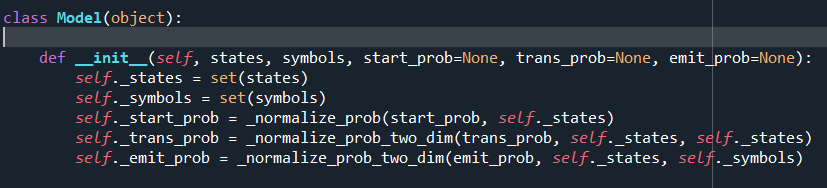 class Model(object):
def __init__(self, states, symbols, start_prob=None, trans_prob=None, emit_prob=None):
self._states = set(states)
self._symbols = set(symbols)
self._start_prob = _normalize_prob(start_prob, self._states)
self._trans_prob = _normalize_prob_two_dim(trans_prob, self._states, self._states)
self._emit_prob = _normalize_prob_two_dim(emit_prob, self._states, self._symbols)